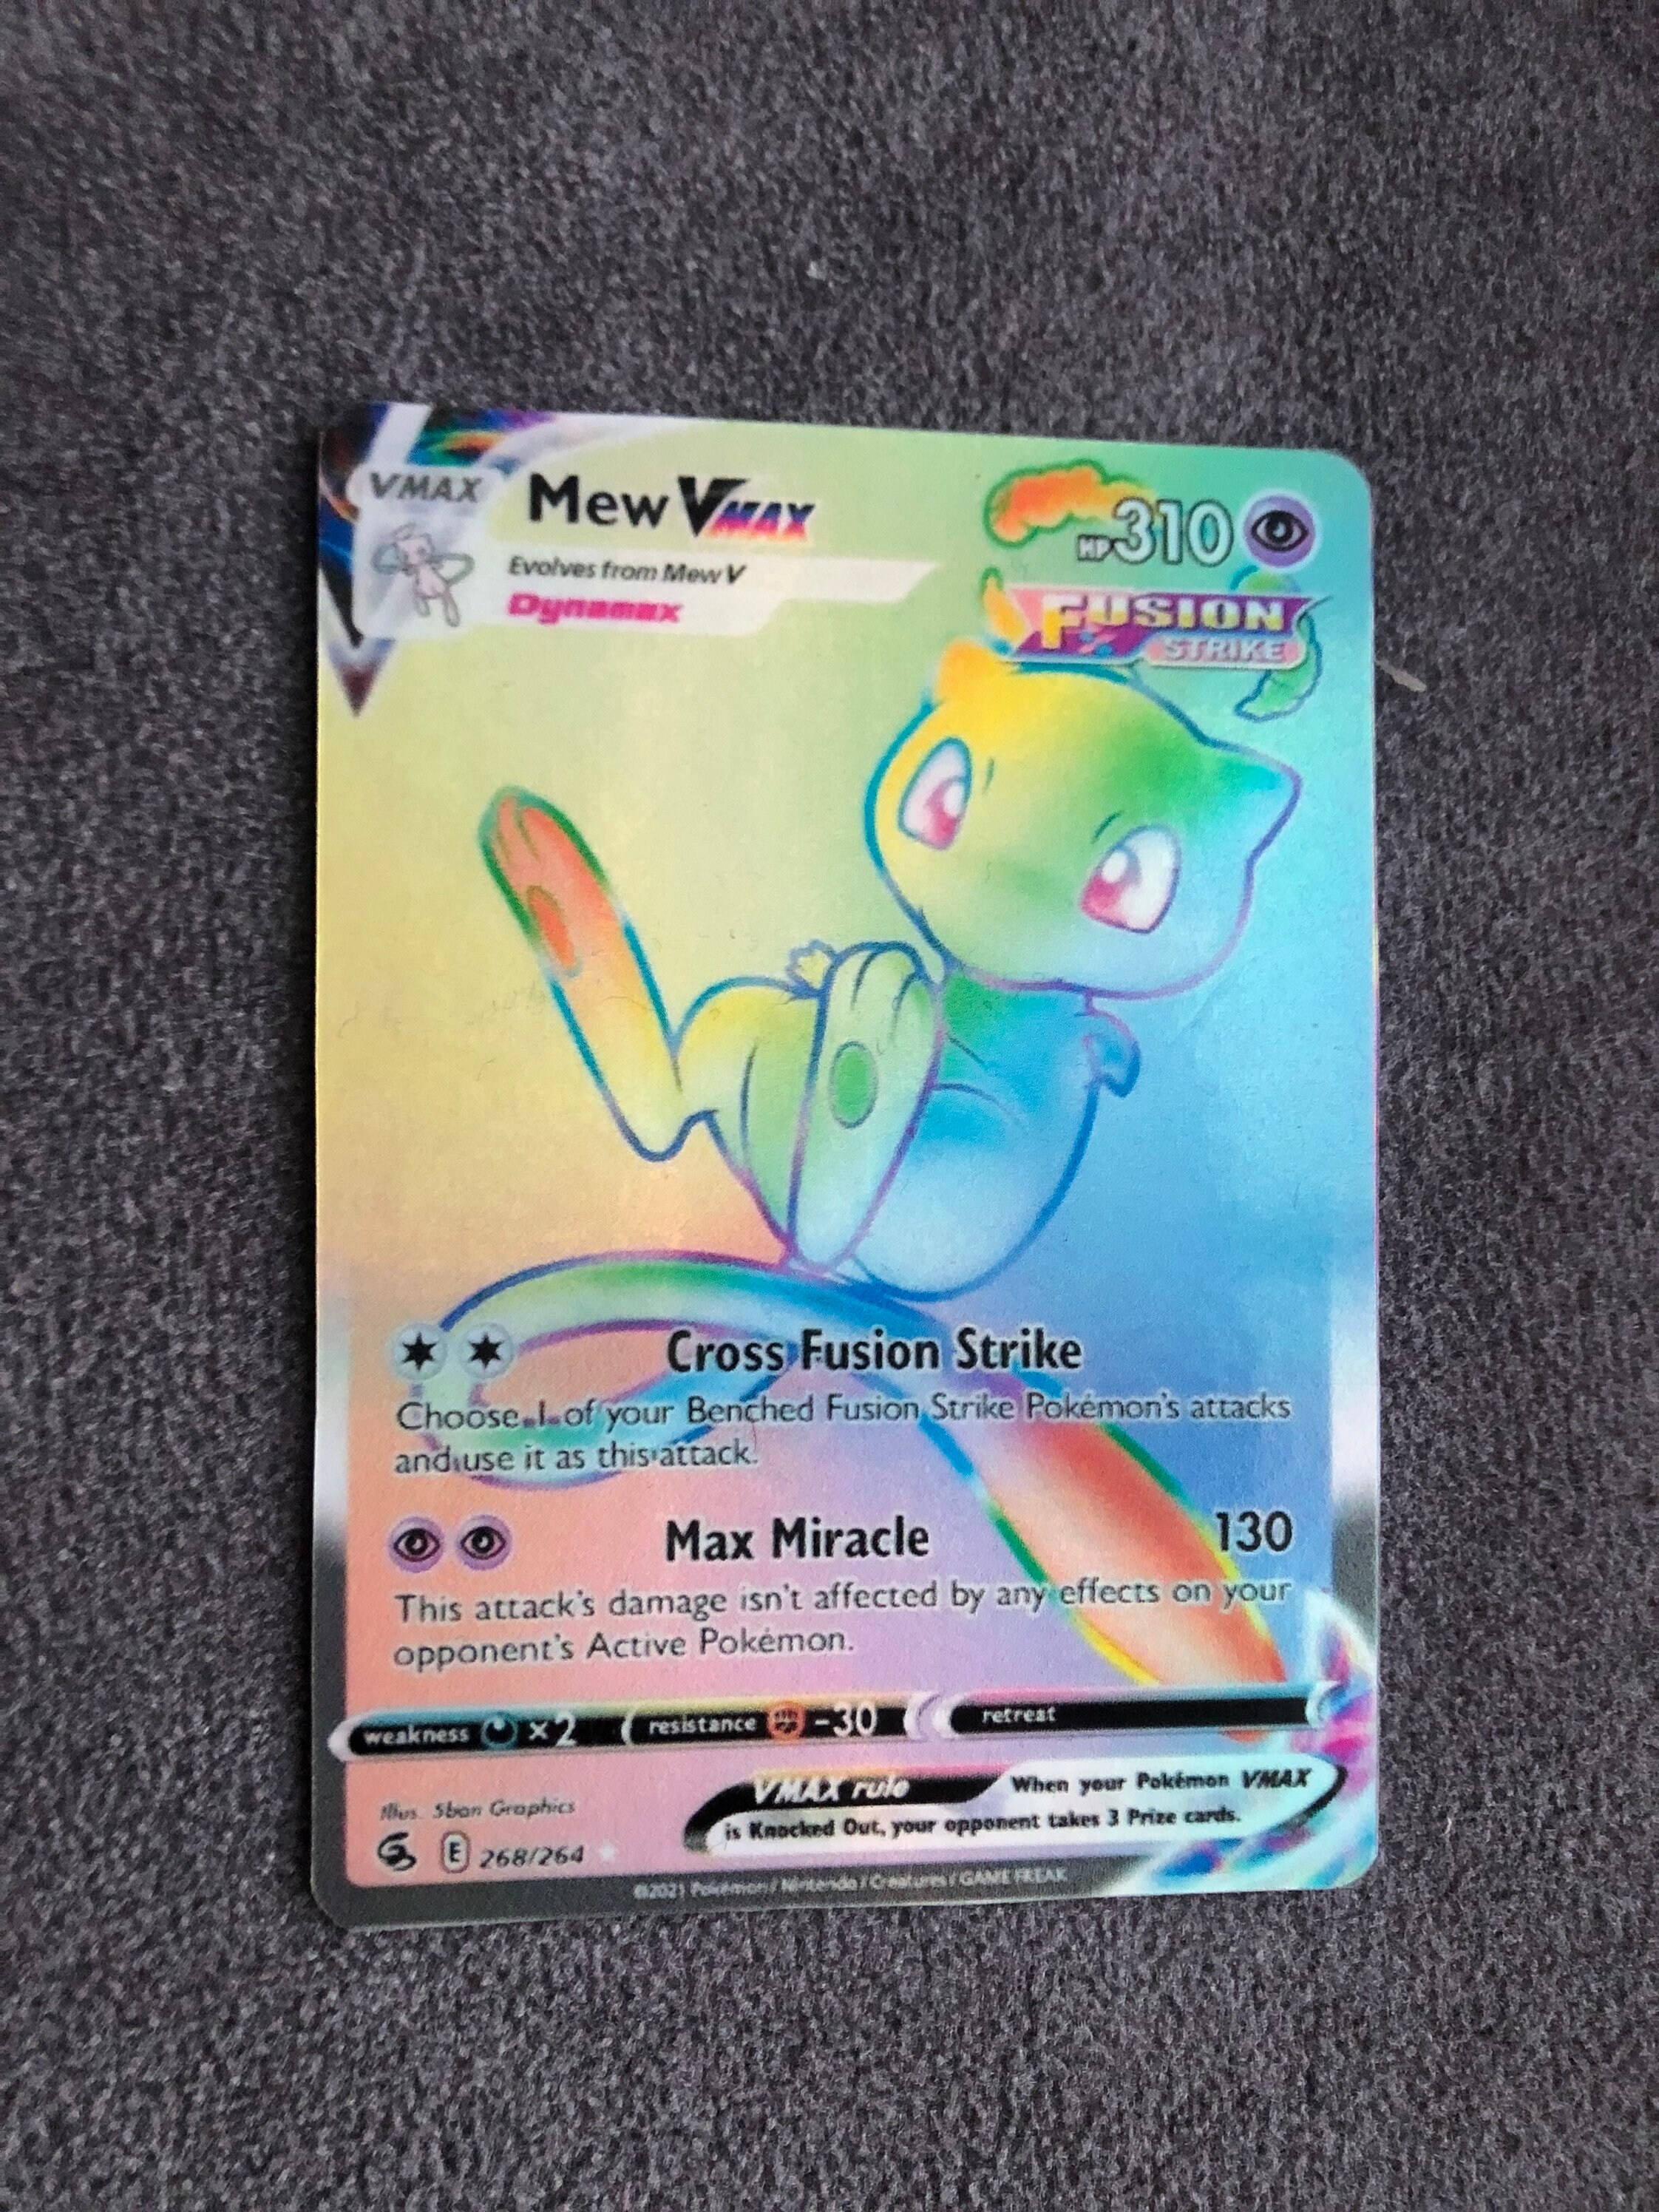 VMAX
Mew VMAX
HP 310
Evolves from Mew V
Dynamax
FUSION
STRIKE
Cross Fusion Strike
Choose 1 of your Benched Fusion Strike Pokémon's attacks
and use it as this attack.
Max Miracle 130
This attack's damage isn't affected by any effects on your
opponent's Active Pokémon.
weakness ×2 resistance -30 retreat
VMAX rule When your Pokémon VMAX
is Knocked Out, your opponent takes 3 Prize cards.
Illus. 5ban Graphics
E 268/264
©2021 Pokémon / Nintendo / Creatures / GAME FREAK